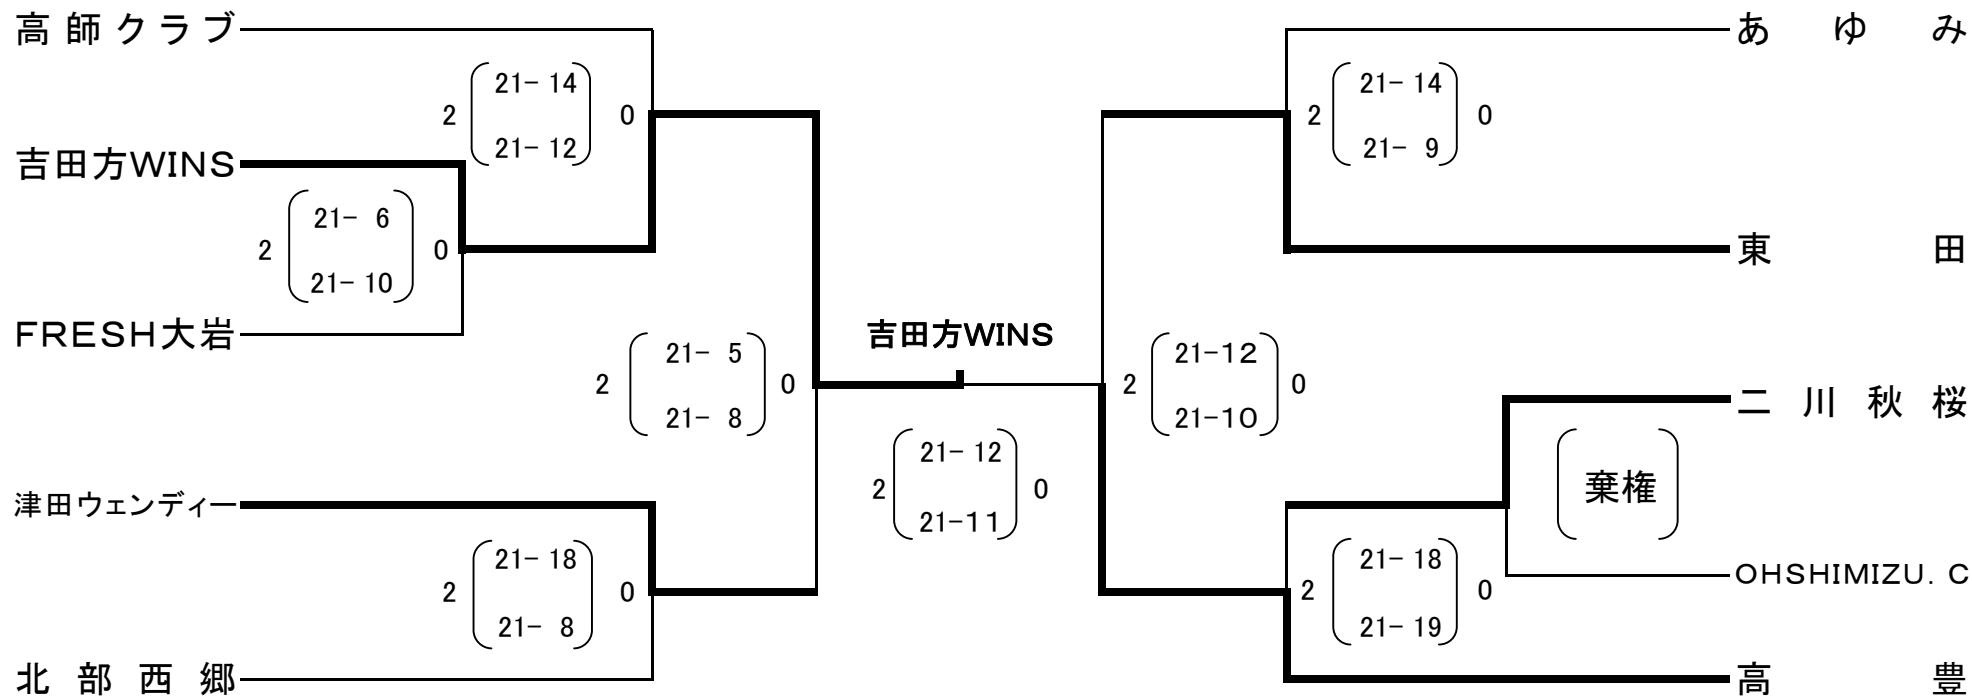 高師クラブ
あゆみ
21-14
2 0
21-12
21-14
2 0
21- 9
吉田方WINS
21- 6
2 0
21-10
東田
FRESH大岩
吉田方WINS
21- 5
2 0
21- 8
21-12
2 0
21-10
二川秋桜
棄権
21-12
2 0
21-11
津田ウェンディー
OHSHIMIZU. C
21-18
2 0
21- 8
21-18
2 0
21-19
北部西郷
高豊